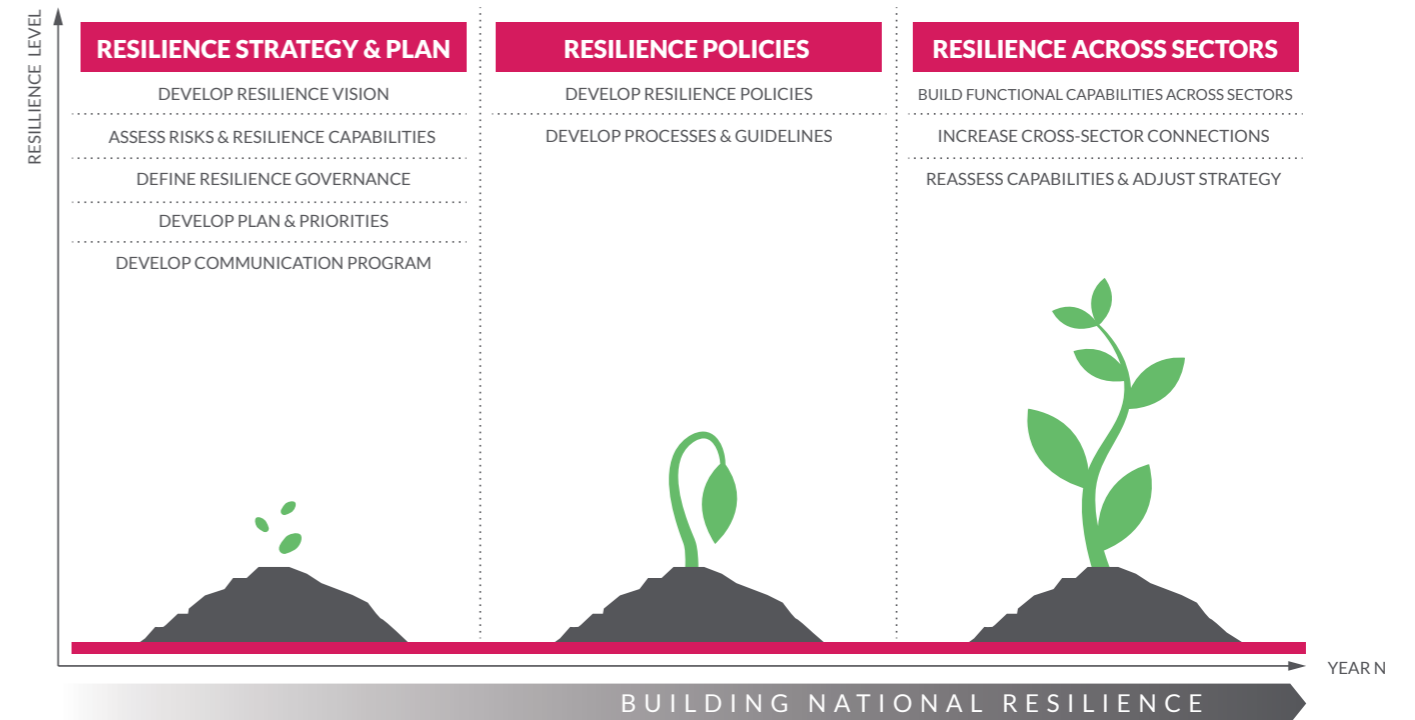 RESILLIENCE LEVEL
RESILIENCE STRATEGY & PLAN
DEVELOP RESILIENCE VISION
ASSESS RISKS & RESILIENCE CAPABILITIES
DEFINE RESILIENCE GOVERNANCE
DEVELOP PLAN & PRIORITIES
DEVELOP COMMUNICATION PROGRAM
RESILIENCE POLICIES
DEVELOP RESILIENCE POLICIES
DEVELOP PROCESSES & GUIDELINES
RESILIENCE ACROSS SECTORS
BUILD FUNCTIONAL CAPABILITIES ACROSS SECTORS
INCREASE CROSS-SECTOR CONNECTIONS
REASSESS CAPABILITIES & ADJUST STRATEGY
YEAR N
BUILDING NATIONAL RESILIENCE